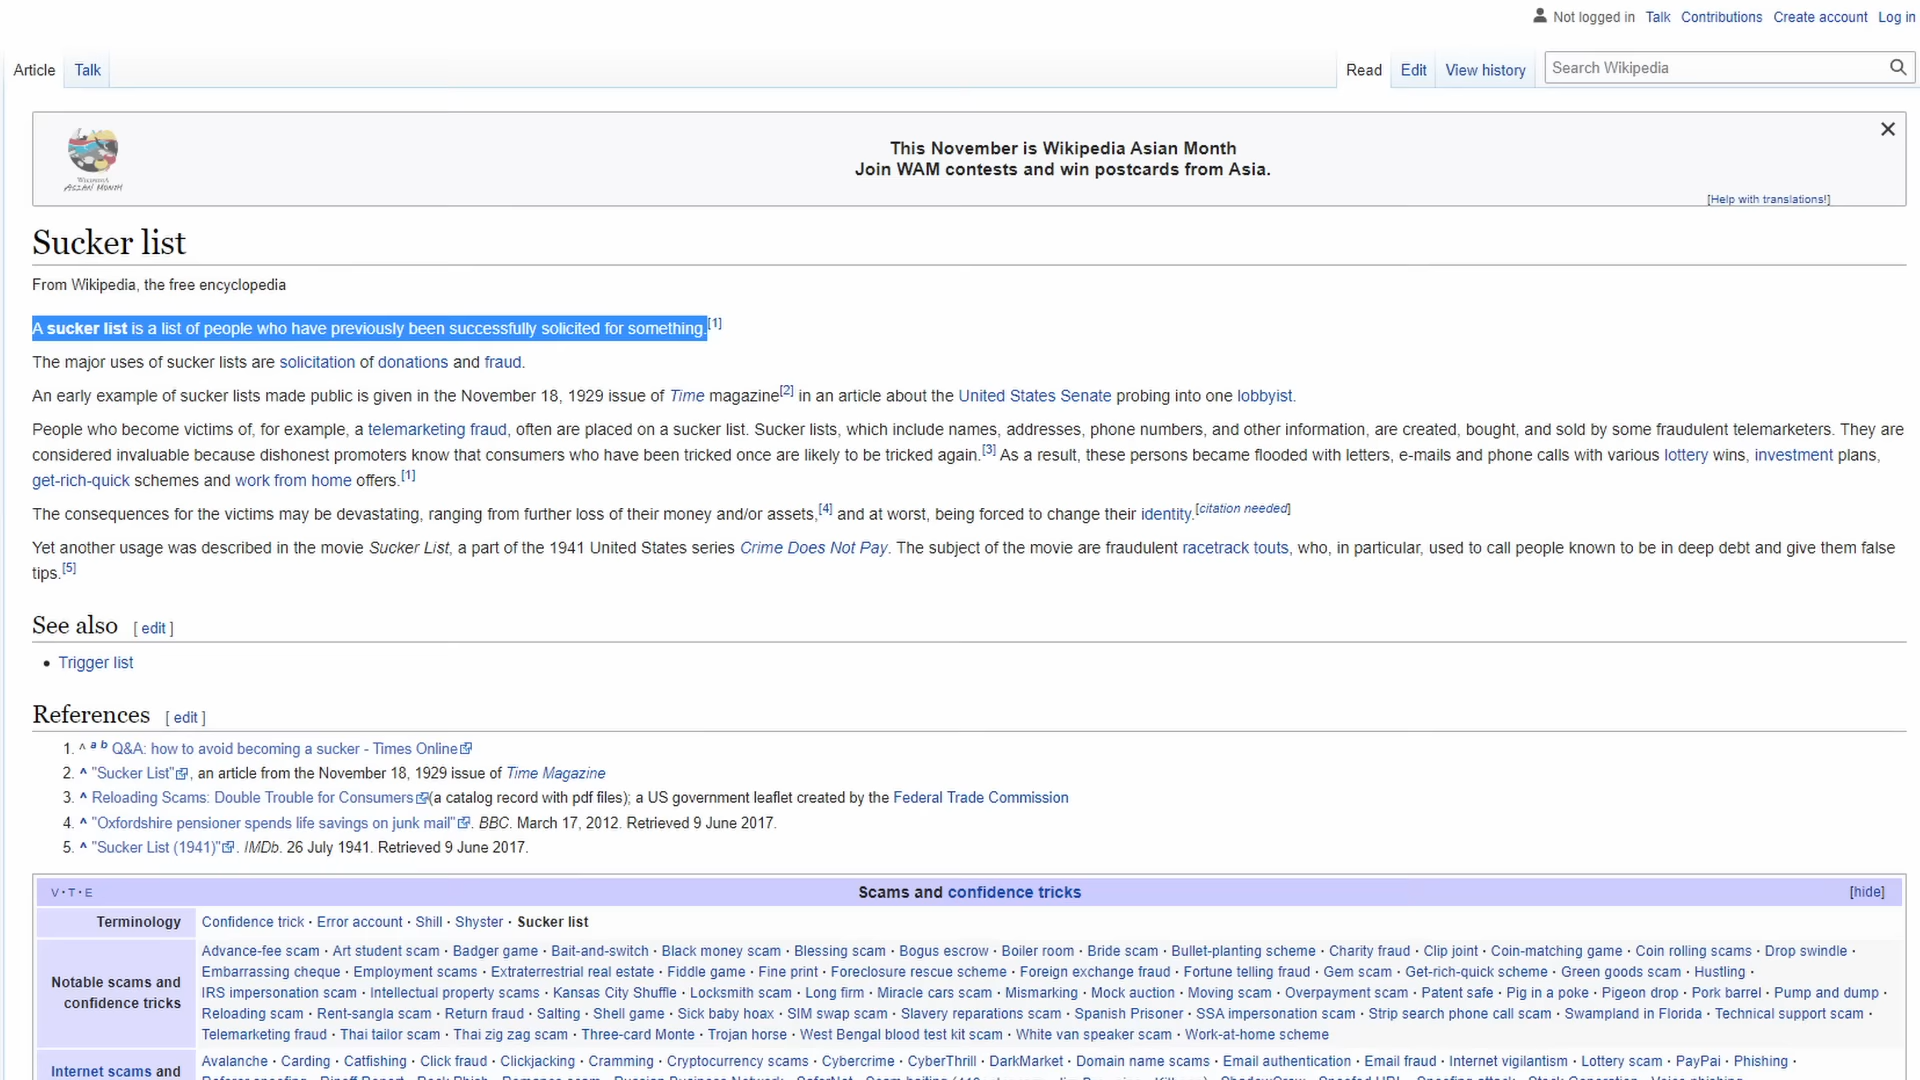 Not logged in Talk Contributions Create account Log in
Article Talk Read Edit View history Search Wikipedia
WIKIPEDIA
ASIAN MONTH
This November is Wikipedia Asian Month
Join WAM contests and win postcards from Asia.
[Help with translations!]
Sucker list
From Wikipedia, the free encyclopedia
A sucker list is a list of people who have previously been successfully solicited for something.[1]
The major uses of sucker lists are solicitation of donations and fraud.
An early example of sucker lists made public is given in the November 18, 1929 issue of Time magazine[2] in an article about the United States Senate probing into one lobbyist.
People who become victims of, for example, a telemarketing fraud, often are placed on a sucker list. Sucker lists, which include names, addresses, phone numbers, and other information, are created, bought, and sold by some fraudulent telemarketers. They are
considered invaluable because dishonest promoters know that consumers who have been tricked once are likely to be tricked again.[3] As a result, these persons became flooded with letters, e-mails and phone calls with various lottery wins, investment plans,
get-rich-quick schemes and work from home offers.[1]
The consequences for the victims may be devastating, ranging from further loss of their money and/or assets,[4] and at worst, being forced to change their identity.[citation needed]
Yet another usage was described in the movie Sucker List, a part of the 1941 United States series Crime Does Not Pay. The subject of the movie are fraudulent racetrack touts, who, in particular, used to call people known to be in deep debt and give them false
tips.[5]
See also [ edit ]
• Trigger list
References [ edit ]
1. ^ a b Q&A: how to avoid becoming a sucker - Times Online
2. ^ "Sucker List", an article from the November 18, 1929 issue of Time Magazine
3. ^ Reloading Scams: Double Trouble for Consumers(a catalog record with pdf files); a US government leaflet created by the Federal Trade Commission
4. ^ "Oxfordshire pensioner spends life savings on junk mail". BBC. March 17, 2012. Retrieved 9 June 2017.
5. ^ "Sucker List (1941)". IMDb. 26 July 1941. Retrieved 9 June 2017.
V · T · E Scams and confidence tricks [hide]
Terminology Confidence trick · Error account · Shill · Shyster · Sucker list
Advance-fee scam · Art student scam · Badger game · Bait-and-switch · Black money scam · Blessing scam · Bogus escrow · Boiler room · Bride scam · Bullet-planting scheme · Charity fraud · Clip joint · Coin-matching game · Coin rolling scams · Drop swindle ·
Embarrassing cheque · Employment scams · Extraterrestrial real estate · Fiddle game · Fine print · Foreclosure rescue scheme · Foreign exchange fraud · Fortune telling fraud · Gem scam · Get-rich-quick scheme · Green goods scam · Hustling ·
Notable scams and confidence tricks IRS impersonation scam · Intellectual property scams · Kansas City Shuffle · Locksmith scam · Long firm · Miracle cars scam · Mismarking · Mock auction · Moving scam · Overpayment scam · Patent safe · Pig in a poke · Pigeon drop · Pork barrel · Pump and dump ·
Reloading scam · Rent-sangla scam · Return fraud · Salting · Shell game · Sick baby hoax · SIM swap scam · Slavery reparations scam · Spanish Prisoner · SSA impersonation scam · Strip search phone call scam · Swampland in Florida · Technical support scam ·
Telemarketing fraud · Thai tailor scam · Thai zig zag scam · Three-card Monte · Trojan horse · West Bengal blood test kit scam · White van speaker scam · Work-at-home scheme
Internet scams and Avalanche · Carding · Catfishing · Click fraud · Clickjacking · Cramming · Cryptocurrency scams · Cybercrime · CyberThrill · DarkMarket · Domain name scams · Email authentication · Email fraud · Internet vigilantism · Lottery scam · PayPai · Phishing ·